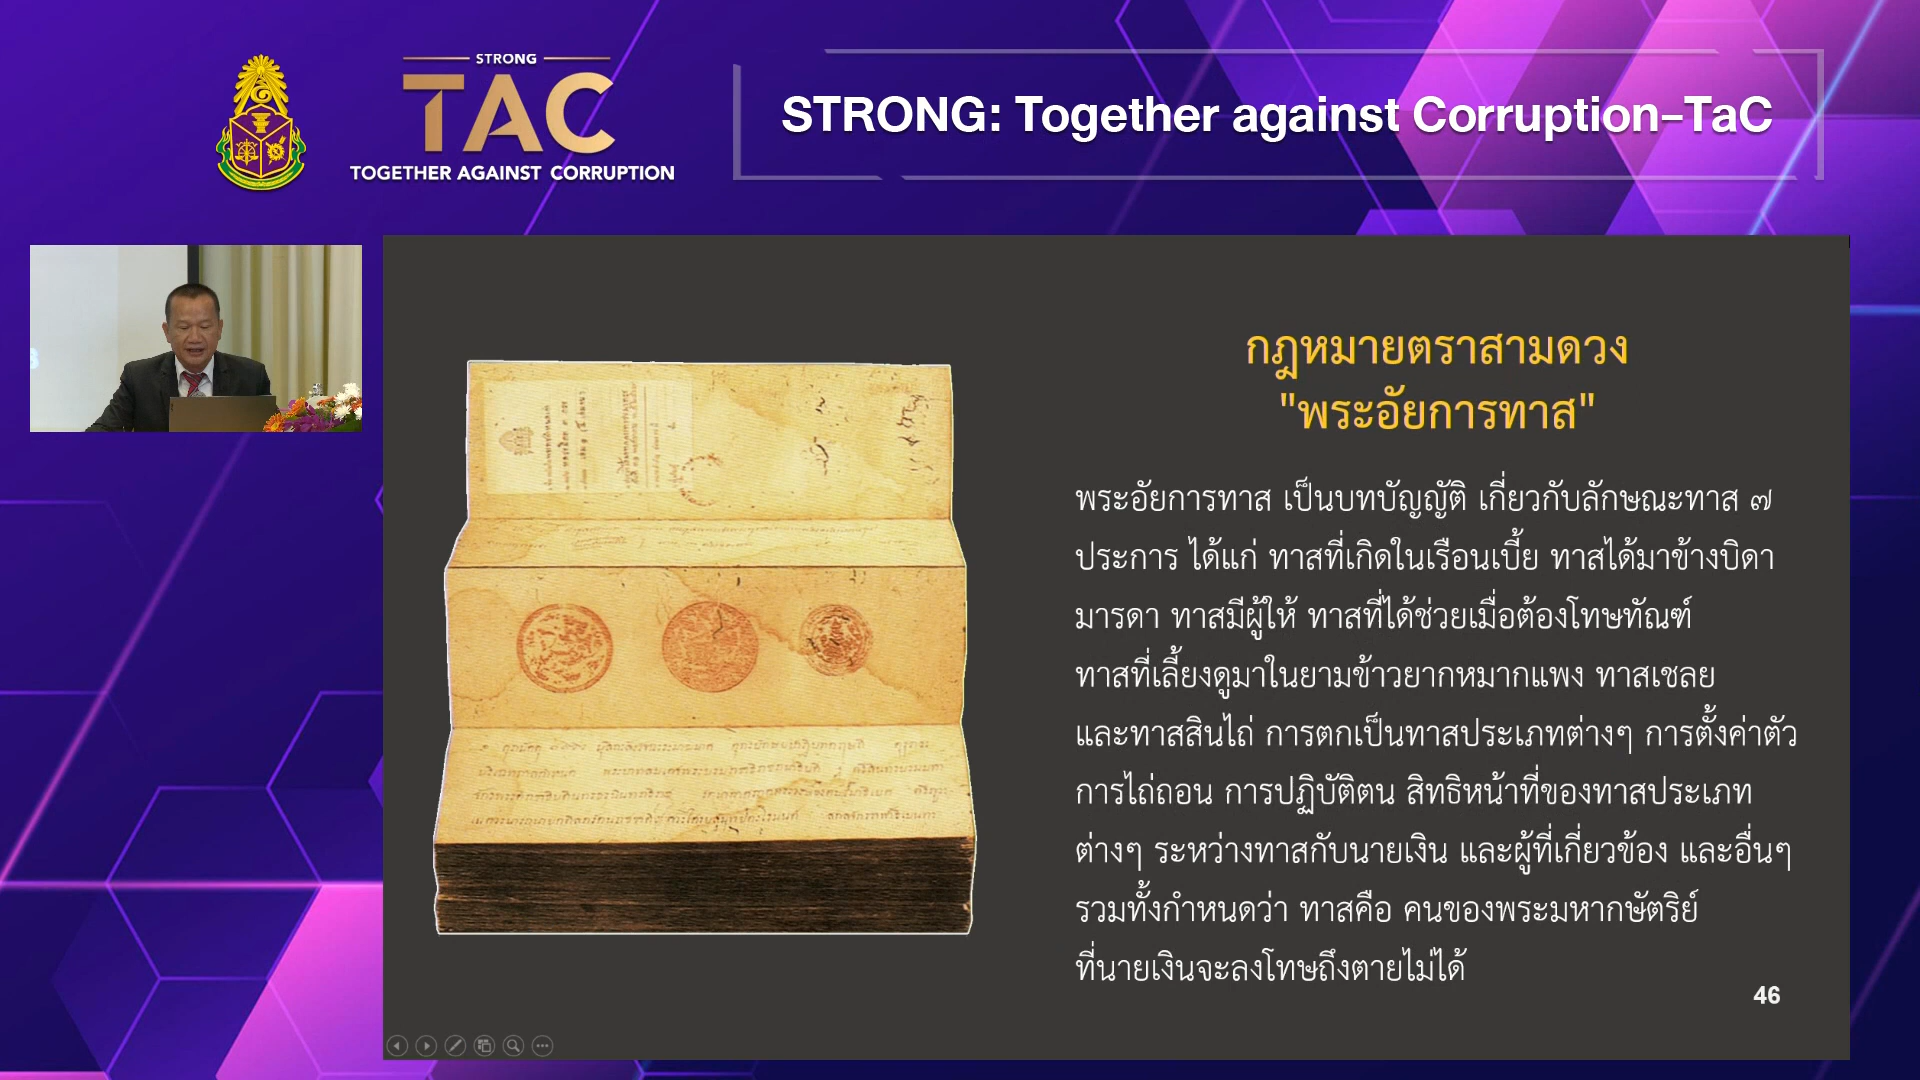 STRONG
TAC
TOGETHER AGAINST CORRUPTION
STRONG: Together against Corruption–TaC
กฎหมายตราสามดวง
"พระอัยการทาส"
พระอัยการทาส เป็นบทบัญญัติ เกี่ยวกับลักษณะทาส ๗
ประการ ได้แก่ ทาสที่เกิดในเรือนเบี้ย ทาสได้มาข้างบิดา
มารดา ทาสมีผู้ให้ ทาสที่ได้ช่วยเมื่อต้องโทษทัณฑ์
ทาสที่เลี้ยงดูมาในยามข้าวยากหมากแพง ทาสเชลย
และทาสสินไถ่ การตกเป็นทาสประเภทต่างๆ การตั้งค่าตัว
การไถ่ถอน การปฏิบัติตน สิทธิหน้าที่ของทาสประเภท
ต่างๆ ระหว่างทาสกับนายเงิน และผู้ที่เกี่ยวข้อง และอื่นๆ
รวมทั้งกำหนดว่า ทาสคือ คนของพระมหากษัตริย์
ที่นายเงินจะลงโทษถึงตายไม่ได้
46